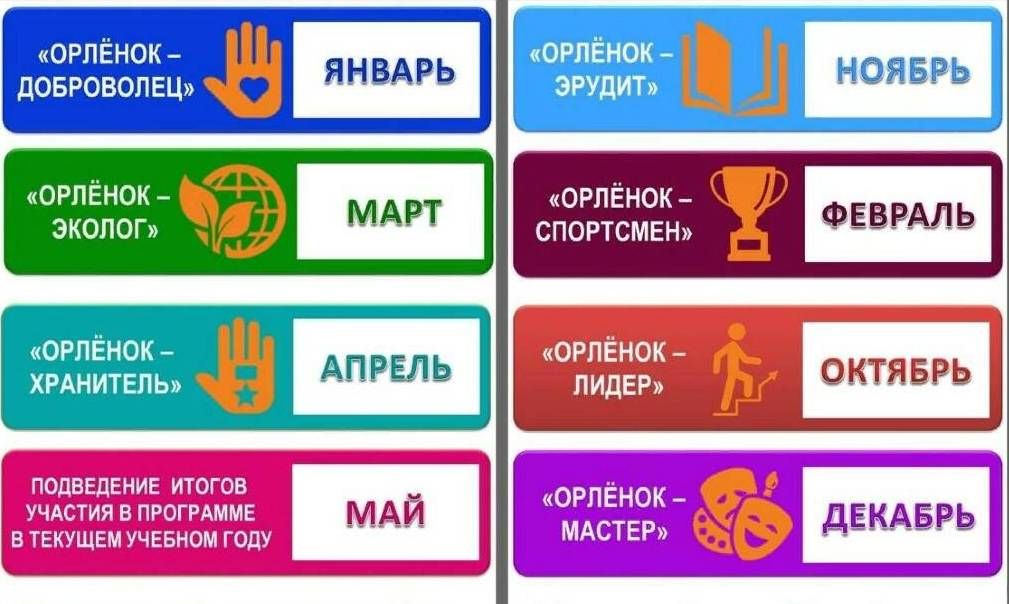 «ОРЛЁНОК –
ДОБРОВОЛЕЦ»
ЯНВАРЬ
«ОРЛЁНОК –
ЭКОЛОГ»
МАРТ
«ОРЛЁНОК –
ХРАНИТЕЛЬ»
АПРЕЛЬ
ПОДВЕДЕНИЕ ИТОГОВ
УЧАСТИЯ В ПРОГРАММЕ
В ТЕКУЩЕМ УЧЕБНОМ ГОДУ
МАЙ
«ОРЛЁНОК –
ЭРУДИТ»
НОЯБРЬ
«ОРЛЁНОК –
СПОРТСМЕН»
ФЕВРАЛЬ
«ОРЛЁНОК –
ЛИДЕР»
ОКТЯБРЬ
«ОРЛЁНОК –
МАСТЕР»
ДЕКАБРЬ